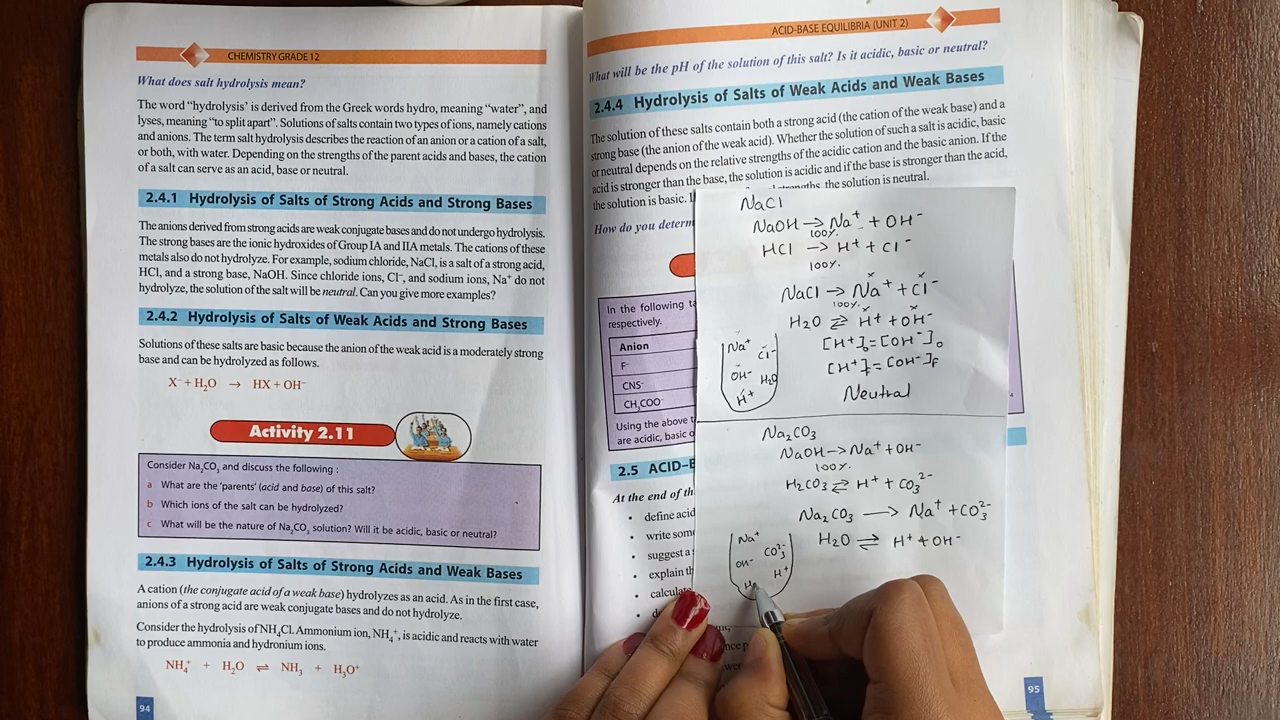 CHEMISTRY GRADE 12
What does salt hydrolysis mean?
The word "hydrolysis' is derived from the Greek words hydro, meaning "water", and
lyses, meaning "to split apart". Solutions of salts contain two types of ions, namely cations
and anions. The term salt hydrolysis describes the reaction of an anion or a cation of a salt,
or both, with water. Depending on the strengths of the parent acids and bases, the cation
of a salt can serve as an acid, base or neutral.
2.4.1 Hydrolysis of Salts of Strong Acids and Strong Bases
The anions derived from strong acids are weak conjugate bases and do not undergo hydrolysis.
The strong bases are the ionic hydroxides of Group IA and IIA metals. The cations of these
metals also do not hydrolyze. For example, sodium chloride, NaCl, is a salt of a strong acid,
HCl, and a strong base, NaOH. Since chloride ions, Cl⁻, and sodium ions, Na⁺ do not
hydrolyze, the solution of the salt will be neutral. Can you give more examples?
2.4.2 Hydrolysis of Salts of Weak Acids and Strong Bases
Solutions of these salts are basic because the anion of the weak acid is a moderately strong
base and can be hydrolyzed as follows.
X⁻ + H₂O → HX + OH⁻
Activity 2.11
Consider Na₂CO₃ and discuss the following :
a What are the 'parents' (acid and base) of this salt?
b Which ions of the salt can be hydrolyzed?
c What will be the nature of Na₂CO₃ solution? Will it be acidic, basic or neutral?
2.4.3 Hydrolysis of Salts of Strong Acids and Weak Bases
A cation (the conjugate acid of a weak base) hydrolyzes as an acid. As in the first case,
anions of a strong acid are weak conjugate bases and do not hydrolyze.
Consider the hydrolysis of NH₄Cl. Ammonium ion, NH₄⁺, is acidic and reacts with water
to produce ammonia and hydronium ions.
NH₄⁺ + H₂O ⇌ NH₃ + H₃O⁺
94
ACID-BASE EQUILIBRIA (UNIT 2)
What will be the pH of the solution of this salt? Is it acidic, basic or neutral?
2.4.4 Hydrolysis of Salts of Weak Acids and Weak Bases
The solution of these salts contain both a strong acid (the cation of the weak base) and a
strong base (the anion of the weak acid). Whether the solution of such a salt is acidic, basic
or neutral depends on the relative strengths of the acidic cation and the basic anion. If the
acid is stronger than the base, the solution is acidic and if the base is stronger than the acid,
the solution is basic. the solution is neutral.
How do you
In the following
respectively.
Anion
F⁻
CNS⁻
CH₃COO⁻
Using the above
are acidic, basic
2.5
At the end of
define
write
suggest a
explain
95
NaCl
NaOH → Na⁺ + OH⁻
100%.
HCl → H⁺ + Cl⁻
100%.
NaCl → Na⁺ + Cl⁻
100%.
H₂O ⇌ H⁺ + OH⁻
[H⁺]₀ = [OH⁻]₀
[H⁺]f = [OH⁻]f
Neutral
Na⁺
Cl⁻
OH⁻
H₂O
H⁺
Na₂CO₃
NaOH → Na⁺ + OH⁻
100%.
H₂CO₃ ⇌ H⁺ + CO₃²⁻
Na₂CO₃ → Na⁺ + CO₃²⁻
H₂O ⇌ H⁺ + OH⁻
Na⁺
CO₃²⁻
OH⁻
H⁺